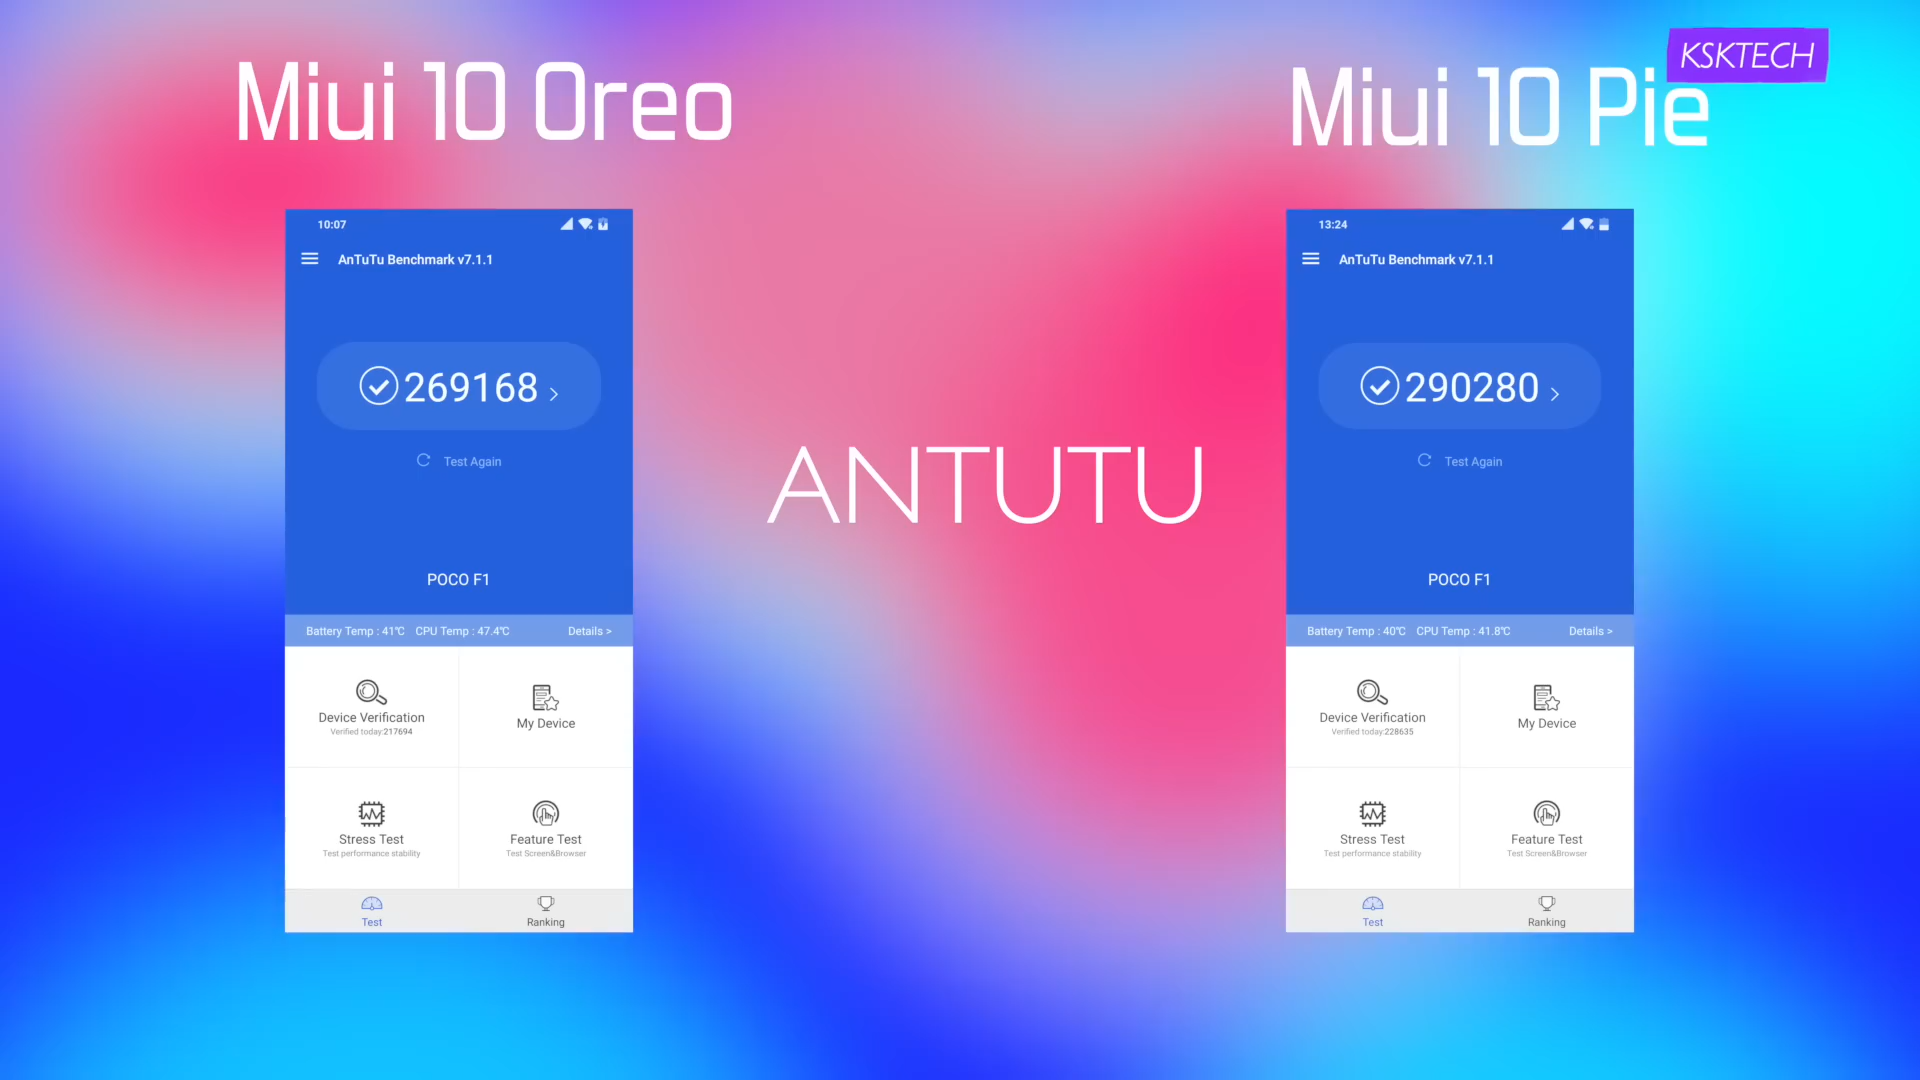 KSKTECH
Miui 10 Oreo
Miui 10 Pie
10:07
AnTuTu Benchmark v7.1.1
269168
Test Again
POCO F1
Battery Temp : 41℃ CPU Temp : 47.4℃ Details >
Device Verification
Verified today:217694
My Device
Stress Test
Test performance stability
Feature Test
Test Screen&Browser
Test
Ranking
ANTUTU
13:24
AnTuTu Benchmark v7.1.1
290280
Test Again
POCO F1
Battery Temp : 40℃ CPU Temp : 41.8℃ Details >
Device Verification
Verified today:228635
My Device
Stress Test
Test performance stability
Feature Test
Test Screen&Browser
Test
Ranking